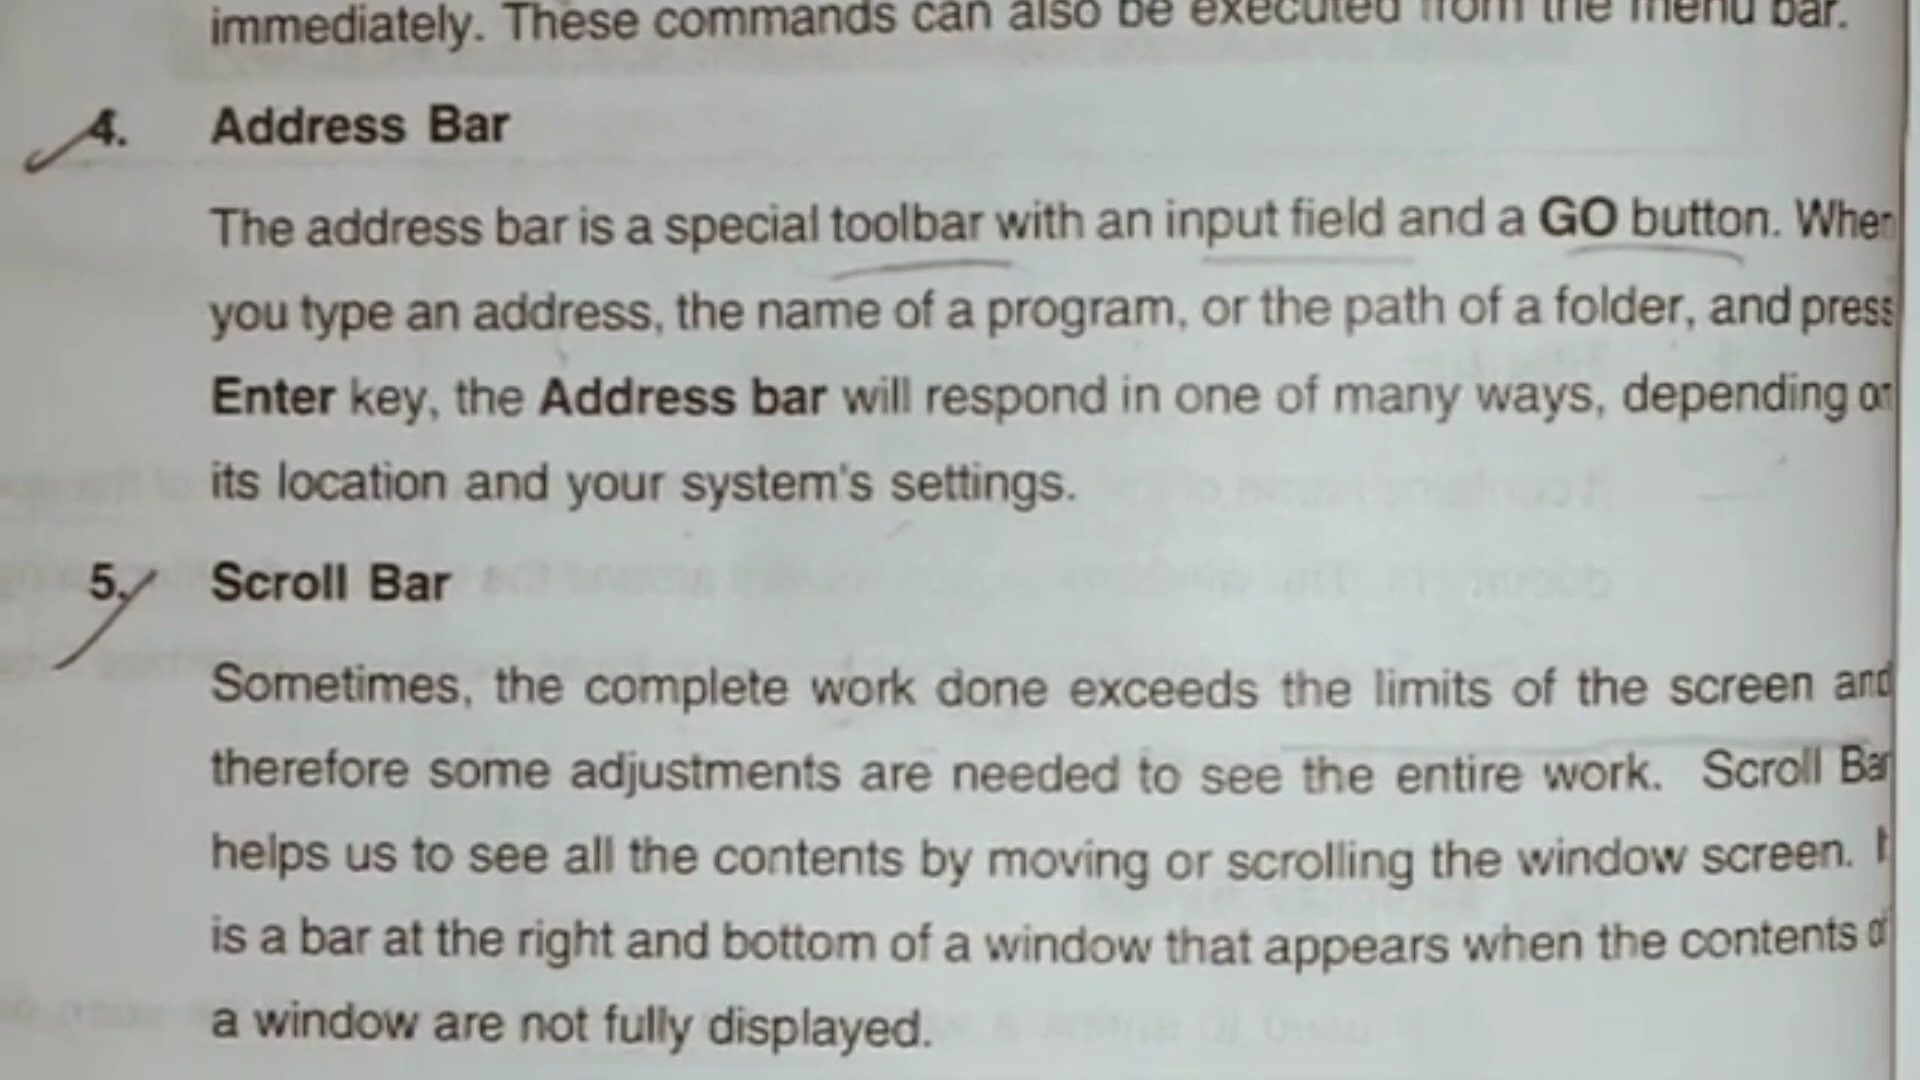 immediately. These commands can also be executed from the menu bar.
4. Address Bar
The address bar is a special toolbar with an input field and a GO button. When
you type an address, the name of a program, or the path of a folder, and press
Enter key, the Address bar will respond in one of many ways, depending on
its location and your system's settings.
5. Scroll Bar
Sometimes, the complete work done exceeds the limits of the screen and
therefore some adjustments are needed to see the entire work. Scroll Bar
helps us to see all the contents by moving or scrolling the window screen. It
is a bar at the right and bottom of a window that appears when the contents of
a window are not fully displayed.